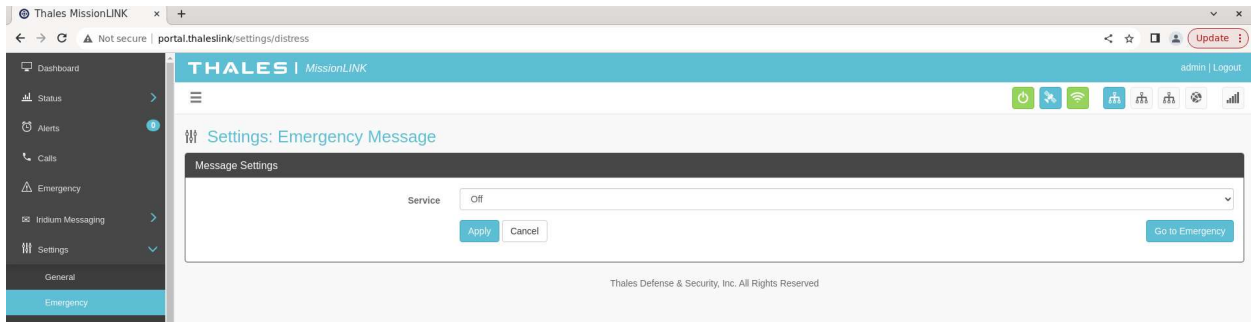 Thales MissionLINK
Not secure | portal.thaleslink/settings/distress
Update
Dashboard
THALES | MissionLINK
admin | Logout
Status
Alerts
0
Calls
Emergency
Iridium Messaging
Settings
General
Emergency
Settings: Emergency Message
Message Settings
Service
Off
Apply
Cancel
Go to Emergency
Thales Defense & Security, Inc. All Rights Reserved